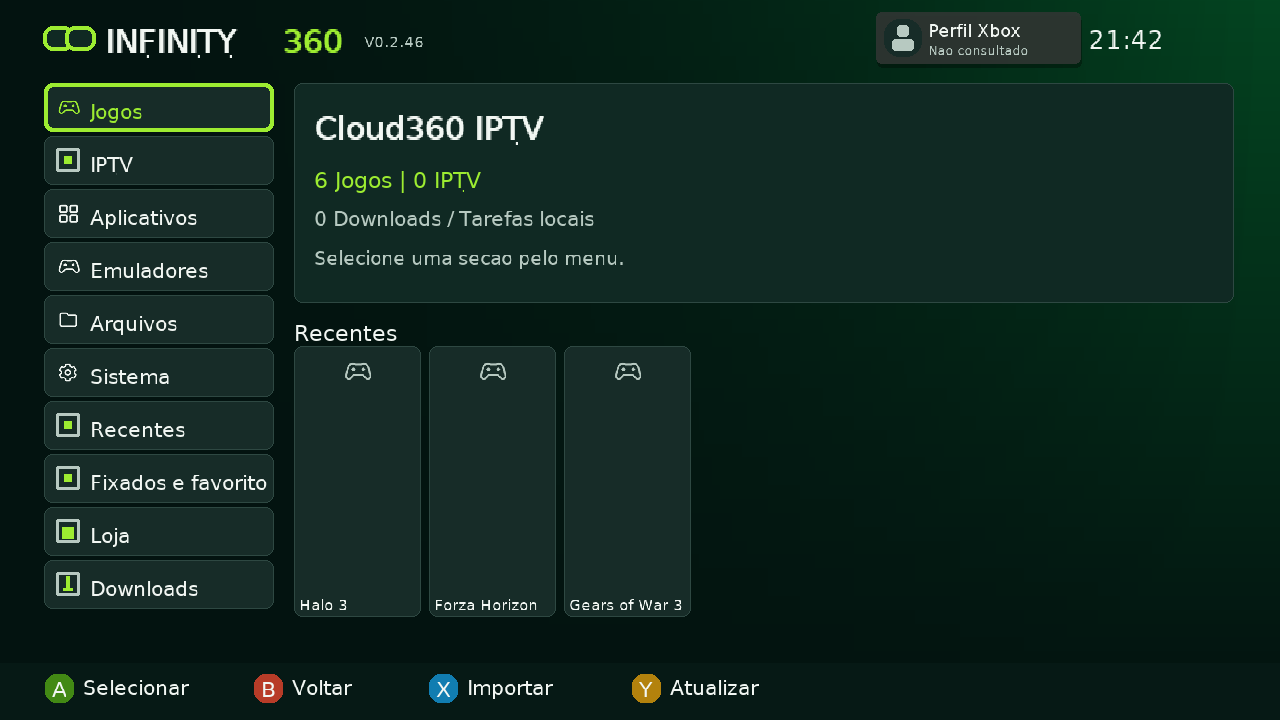 INFINITY 360 V0.2.46
Perfil Xbox
Nao consultado
21:42
Jogos
IPTV
Aplicativos
Emuladores
Arquivos
Sistema
Recentes
Fixados e favorito
Loja
Downloads
Cloud360 IPTV
6 Jogos | 0 IPTV
0 Downloads / Tarefas locais
Selecione uma secao pelo menu.
Recentes
Halo 3
Forza Horizon
Gears of War 3
A Selecionar
B Voltar
X Importar
Y Atualizar